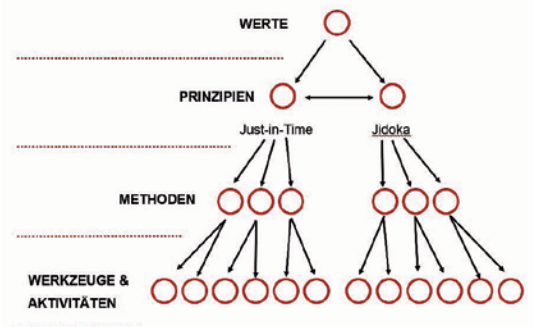 WERTE
PRINZIPIEN
Just-in-Time
Jidoka
METHODEN
WERKZEUGE &
AKTIVITÄTEN